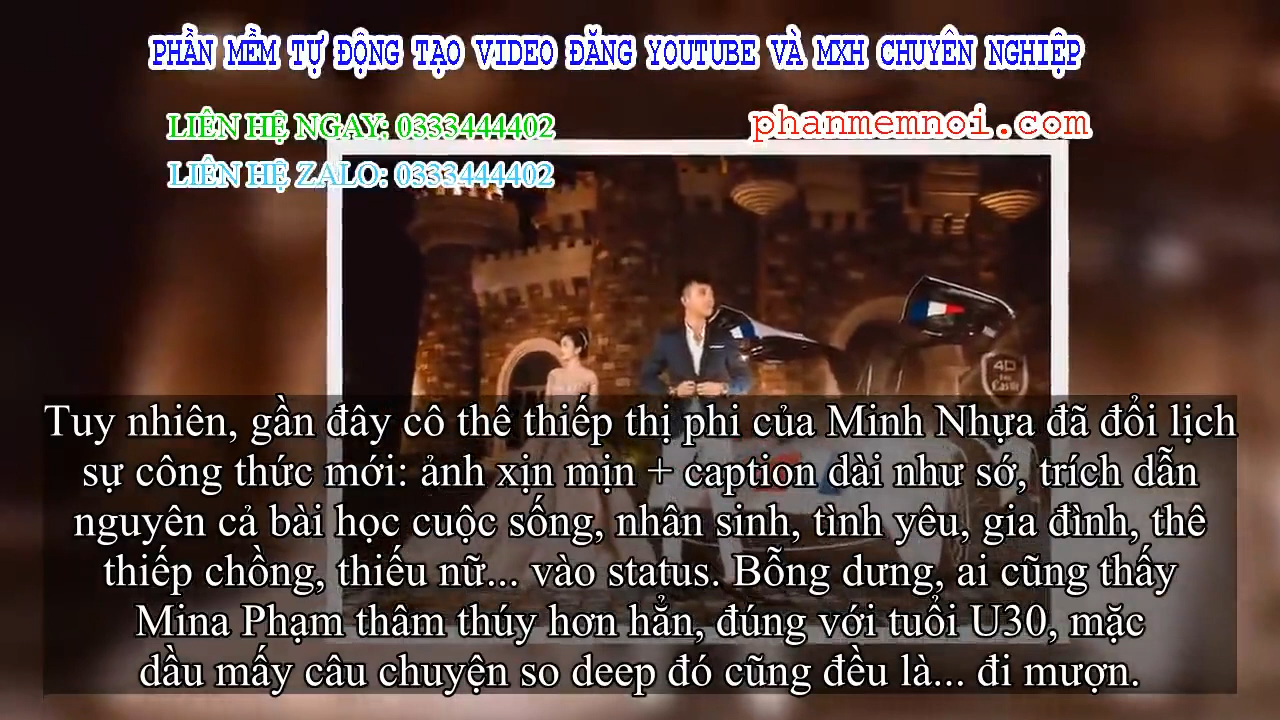 PHẦN MỀM TỰ ĐỘNG TẠO VIDEO ĐĂNG YOUTUBE VÀ MXH CHUYÊN NGHIỆP
LIÊN HỆ NGAY: 0333444402
phanmemnoi.com
LIÊN HỆ ZALO: 0333444402
4D
Castle
Tuy nhiên, gần đây cô thê thiếp thị phi của Minh Nhựa đã đổi lịch
sự công thức mới: ảnh xịn mịn + caption dài như sớ, trích dẫn
nguyên cả bài học cuộc sống, nhân sinh, tình yêu, gia đình, thê
thiếp chồng, thiếu nữ... vào status. Bỗng dưng, ai cũng thấy
Mina Phạm thâm thúy hơn hẳn, đúng với tuổi U30, mặc
dầu mấy câu chuyện so deep đó cũng đều là... đi mượn.